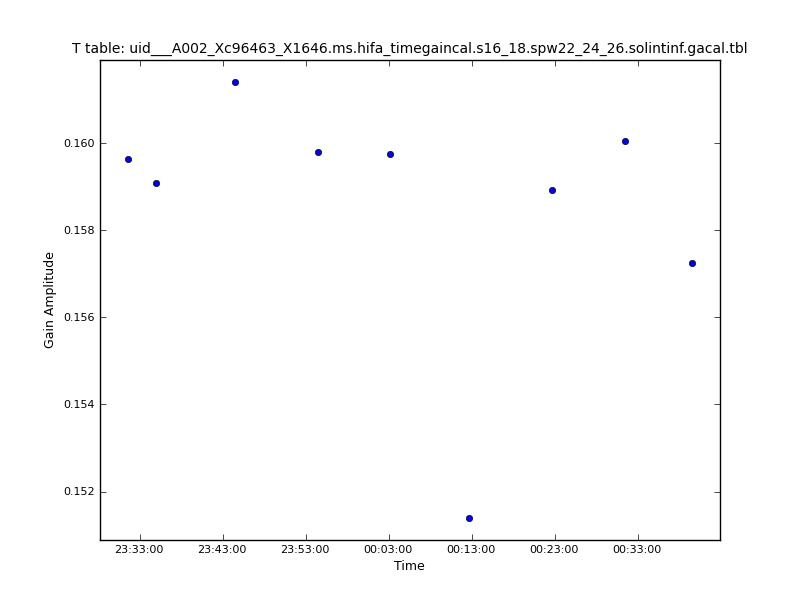 T table: uid___A002_Xc96463_X1646.ms.hifa_timegaincal.s16_18.spw22_24_26.solintinf.gacal.tbl
0.160
0.158
0.156
0.154
0.152
Gain Amplitude
23:33:00 23:43:00 23:53:00 00:03:00 00:13:00 00:23:00 00:33:00
Time